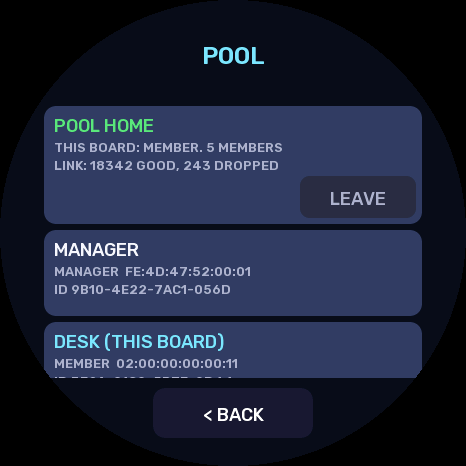 POOL
POOL HOME
THIS BOARD: MEMBER. 5 MEMBERS
LINK: 18342 GOOD, 243 DROPPED
LEAVE
MANAGER
MANAGER FE:4D:47:52:00:01
ID 9B10-4E22-7AC1-056D
DESK (THIS BOARD)
MEMBER 02:00:00:00:00:11
< BACK